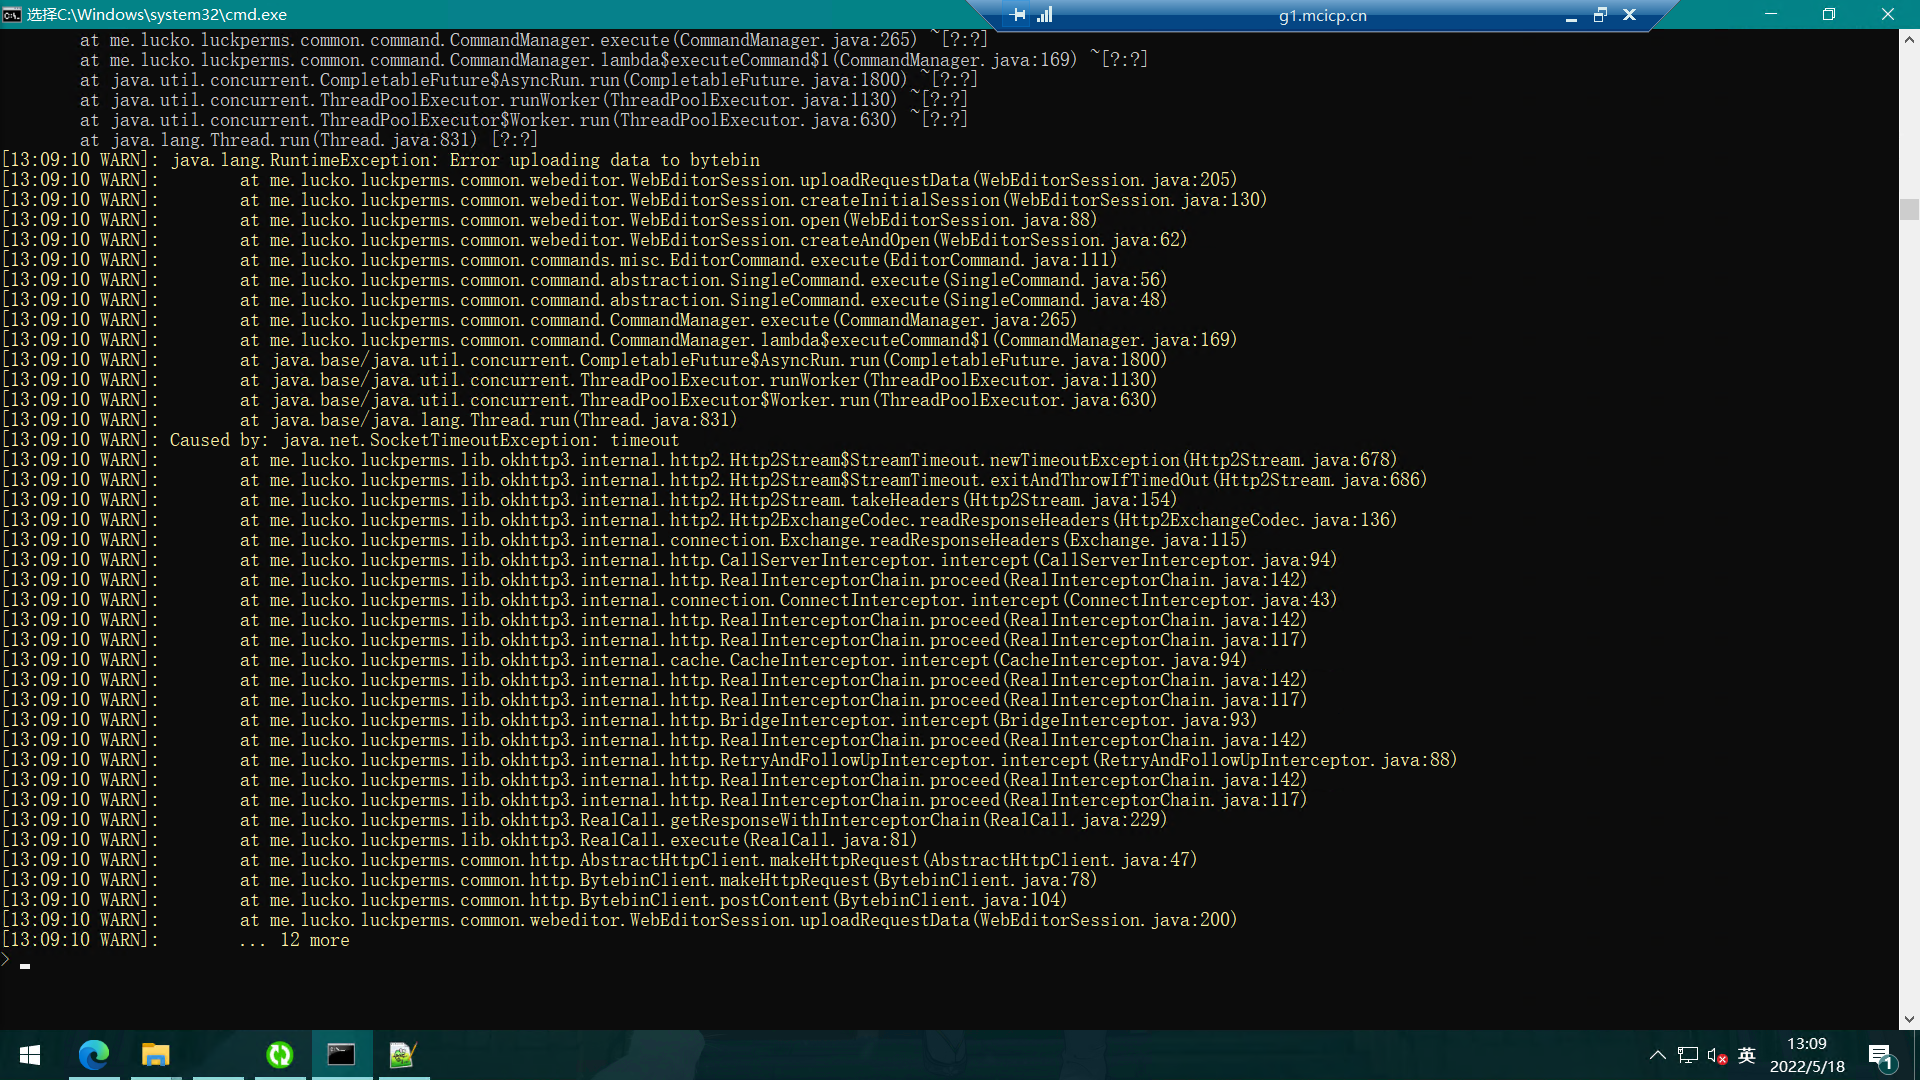 选择C:\Windows\system32\cmd.exe
g1.mcicp.cn
at me.lucko.luckperms.common.command.CommandManager.execute(CommandManager.java:265) ~[?:?]
at me.lucko.luckperms.common.command.CommandManager.lambda$executeCommand$1(CommandManager.java:169) ~[?:?]
at java.util.concurrent.CompletableFuture$AsyncRun.run(CompletableFuture.java:1800) ~[?:?]
at java.util.concurrent.ThreadPoolExecutor.runWorker(ThreadPoolExecutor.java:1130) ~[?:?]
at java.util.concurrent.ThreadPoolExecutor$Worker.run(ThreadPoolExecutor.java:630) ~[?:?]
at java.lang.Thread.run(Thread.java:831) [?:?]
[13:09:10 WARN]: java.lang.RuntimeException: Error uploading data to bytebin
[13:09:10 WARN]: at me.lucko.luckperms.common.webeditor.WebEditorSession.uploadRequestData(WebEditorSession.java:205)
[13:09:10 WARN]: at me.lucko.luckperms.common.webeditor.WebEditorSession.createInitialSession(WebEditorSession.java:130)
[13:09:10 WARN]: at me.lucko.luckperms.common.webeditor.WebEditorSession.open(WebEditorSession.java:88)
[13:09:10 WARN]: at me.lucko.luckperms.common.webeditor.WebEditorSession.createAndOpen(WebEditorSession.java:62)
[13:09:10 WARN]: at me.lucko.luckperms.common.commands.misc.EditorCommand.execute(EditorCommand.java:111)
[13:09:10 WARN]: at me.lucko.luckperms.common.command.abstraction.SingleCommand.execute(SingleCommand.java:56)
[13:09:10 WARN]: at me.lucko.luckperms.common.command.abstraction.SingleCommand.execute(SingleCommand.java:48)
[13:09:10 WARN]: at me.lucko.luckperms.common.command.CommandManager.execute(CommandManager.java:265)
[13:09:10 WARN]: at me.lucko.luckperms.common.command.CommandManager.lambda$executeCommand$1(CommandManager.java:169)
[13:09:10 WARN]: at java.base/java.util.concurrent.CompletableFuture$AsyncRun.run(CompletableFuture.java:1800)
[13:09:10 WARN]: at java.base/java.util.concurrent.ThreadPoolExecutor.runWorker(ThreadPoolExecutor.java:1130)
[13:09:10 WARN]: at java.base/java.util.concurrent.ThreadPoolExecutor$Worker.run(ThreadPoolExecutor.java:630)
[13:09:10 WARN]: at java.base/java.lang.Thread.run(Thread.java:831)
[13:09:10 WARN]: Caused by: java.net.SocketTimeoutException: timeout
[13:09:10 WARN]: at me.lucko.luckperms.lib.okhttp3.internal.http2.Http2Stream$StreamTimeout.newTimeoutException(Http2Stream.java:678)
[13:09:10 WARN]: at me.lucko.luckperms.lib.okhttp3.internal.http2.Http2Stream$StreamTimeout.exitAndThrowIfTimedOut(Http2Stream.java:686)
[13:09:10 WARN]: at me.lucko.luckperms.lib.okhttp3.internal.http2.Http2Stream.takeHeaders(Http2Stream.java:154)
[13:09:10 WARN]: at me.lucko.luckperms.lib.okhttp3.internal.http2.Http2ExchangeCodec.readResponseHeaders(Http2ExchangeCodec.java:136)
[13:09:10 WARN]: at me.lucko.luckperms.lib.okhttp3.internal.connection.Exchange.readResponseHeaders(Exchange.java:115)
[13:09:10 WARN]: at me.lucko.luckperms.lib.okhttp3.internal.http.CallServerInterceptor.intercept(CallServerInterceptor.java:94)
[13:09:10 WARN]: at me.lucko.luckperms.lib.okhttp3.internal.http.RealInterceptorChain.proceed(RealInterceptorChain.java:142)
[13:09:10 WARN]: at me.lucko.luckperms.lib.okhttp3.internal.connection.ConnectInterceptor.intercept(ConnectInterceptor.java:43)
[13:09:10 WARN]: at me.lucko.luckperms.lib.okhttp3.internal.http.RealInterceptorChain.proceed(RealInterceptorChain.java:142)
[13:09:10 WARN]: at me.lucko.luckperms.lib.okhttp3.internal.http.RealInterceptorChain.proceed(RealInterceptorChain.java:117)
[13:09:10 WARN]: at me.lucko.luckperms.lib.okhttp3.internal.cache.CacheInterceptor.intercept(CacheInterceptor.java:94)
[13:09:10 WARN]: at me.lucko.luckperms.lib.okhttp3.internal.http.RealInterceptorChain.proceed(RealInterceptorChain.java:142)
[13:09:10 WARN]: at me.lucko.luckperms.lib.okhttp3.internal.http.RealInterceptorChain.proceed(RealInterceptorChain.java:117)
[13:09:10 WARN]: at me.lucko.luckperms.lib.okhttp3.internal.http.BridgeInterceptor.intercept(BridgeInterceptor.java:93)
[13:09:10 WARN]: at me.lucko.luckperms.lib.okhttp3.internal.http.RealInterceptorChain.proceed(RealInterceptorChain.java:142)
[13:09:10 WARN]: at me.lucko.luckperms.lib.okhttp3.internal.http.RetryAndFollowUpInterceptor.intercept(RetryAndFollowUpInterceptor.java:88)
[13:09:10 WARN]: at me.lucko.luckperms.lib.okhttp3.internal.http.RealInterceptorChain.proceed(RealInterceptorChain.java:142)
[13:09:10 WARN]: at me.lucko.luckperms.lib.okhttp3.internal.http.RealInterceptorChain.proceed(RealInterceptorChain.java:117)
[13:09:10 WARN]: at me.lucko.luckperms.lib.okhttp3.RealCall.getResponseWithInterceptorChain(RealCall.java:229)
[13:09:10 WARN]: at me.lucko.luckperms.lib.okhttp3.RealCall.execute(RealCall.java:81)
[13:09:10 WARN]: at me.lucko.luckperms.common.http.AbstractHttpClient.makeHttpRequest(AbstractHttpClient.java:47)
[13:09:10 WARN]: at me.lucko.luckperms.common.http.BytebinClient.makeHttpRequest(BytebinClient.java:78)
[13:09:10 WARN]: at me.lucko.luckperms.common.http.BytebinClient.postContent(BytebinClient.java:104)
[13:09:10 WARN]: at me.lucko.luckperms.common.webeditor.WebEditorSession.uploadRequestData(WebEditorSession.java:200)
[13:09:10 WARN]: ... 12 more
>
英
13:09
2022/5/18
1